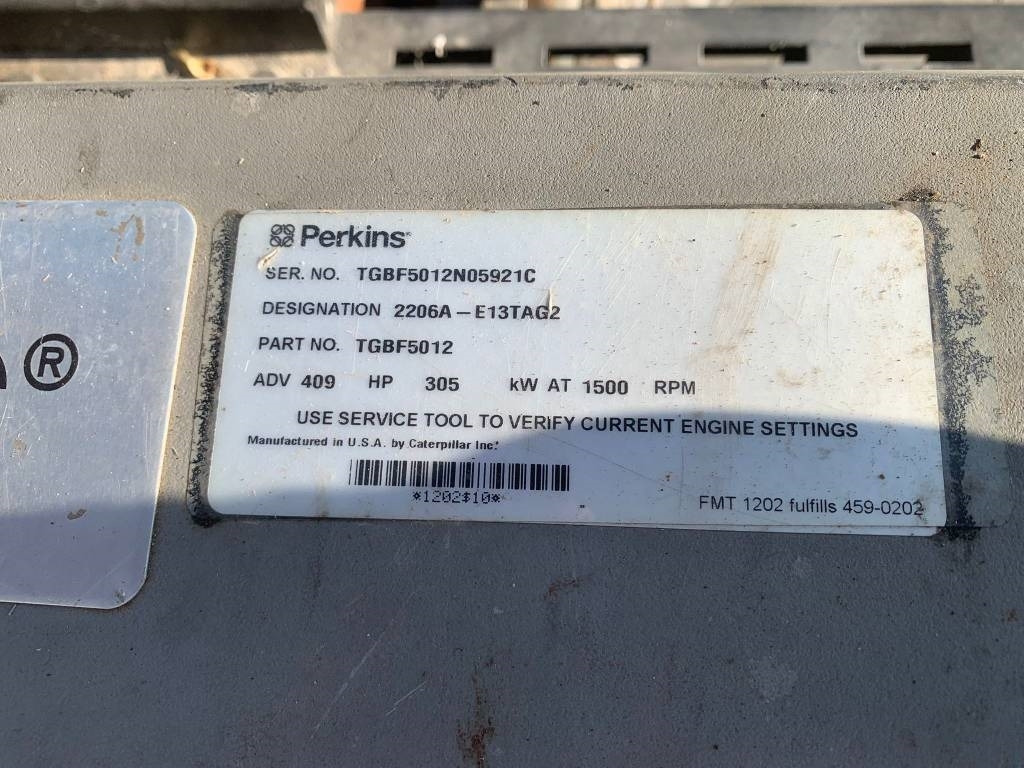 ®
Perkins®
SER. NO. TGBF5012N05921C
DESIGNATION 2206A – E13TAG2
PART NO. TGBF5012
ADV 409 HP 305 kW AT 1500 RPM
USE SERVICE TOOL TO VERIFY CURRENT ENGINE SETTINGS
Manufactured in U.S.A. by Caterpillar Inc.
*1202$10*
FMT 1202 fulfills 459-0202